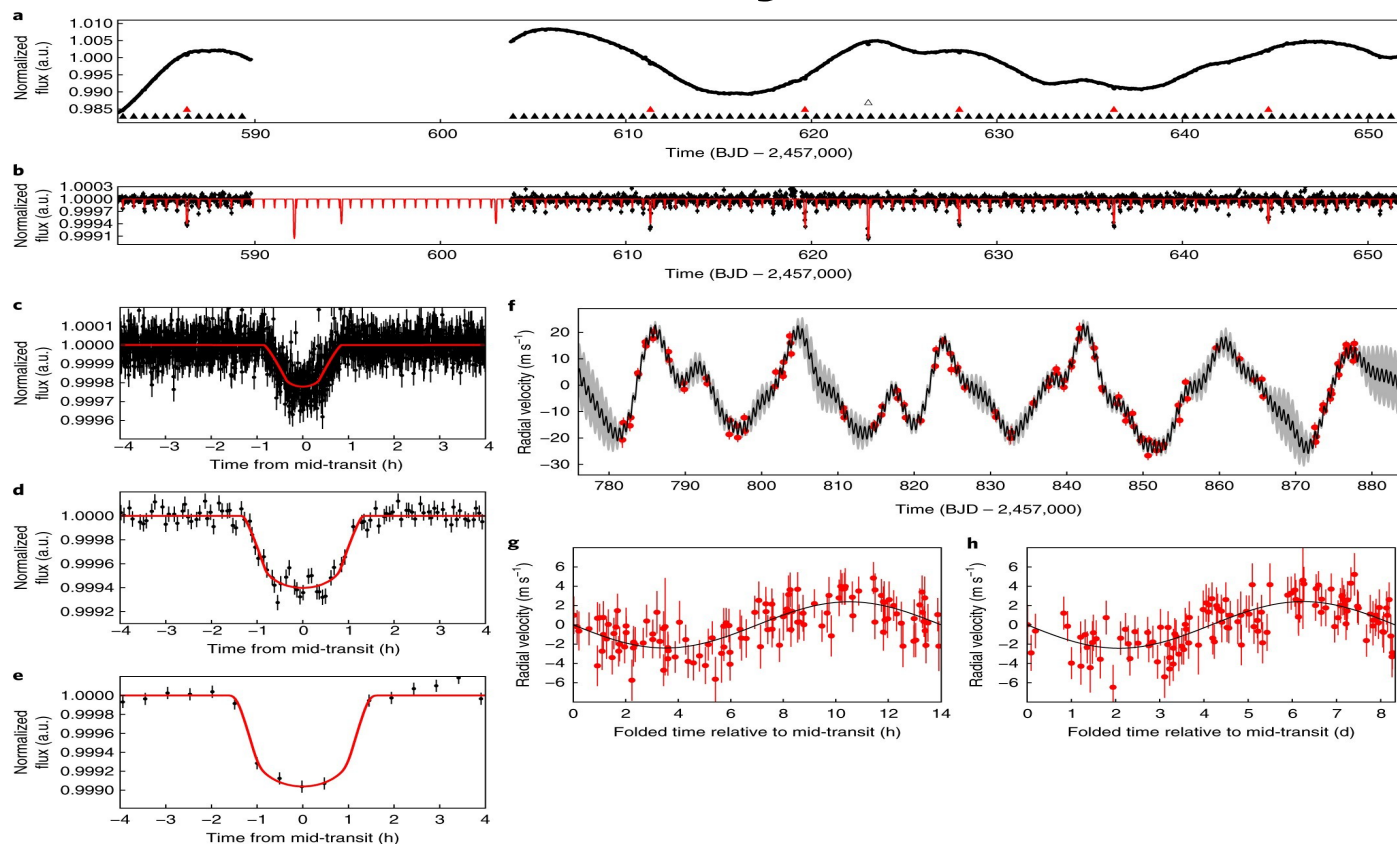 a
Normalized
flux (a.u.)
1.010
1.005
1.000
0.995
0.990
0.985
590 600 610 620 630 640 650
Time (BJD – 2,457,000)
b
Normalized
flux (a.u.)
1.0003
1.0000
0.9997
0.9994
0.9991
590 600 610 620 630 640 650
Time (BJD – 2,457,000)
c
Normalized
flux (a.u.)
1.0001
1.0000
0.9999
0.9998
0.9997
0.9996
–4 –3 –2 –1 0 1 2 3 4
Time from mid-transit (h)
d
Normalized
flux (a.u.)
1.0000
0.9998
0.9996
0.9994
0.9992
–4 –3 –2 –1 0 1 2 3 4
Time from mid-transit (h)
e
Normalized
flux (a.u.)
1.0000
0.9998
0.9996
0.9994
0.9992
0.9990
–4 –3 –2 –1 0 1 2 3 4
Time from mid-transit (h)
f
Radial velocity (m s⁻¹)
20
10
0
–10
–20
–30
780 790 800 810 820 830 840 850 860 870 880
Time (BJD – 2,457,000)
g
Radial velocity (m s⁻¹)
6
4
2
0
–2
–4
–6
0 2 4 6 8 10 12 14
Folded time relative to mid-transit (h)
h
Radial velocity (m s⁻¹)
6
4
2
0
–2
–4
–6
0 1 2 3 4 5 6 7 8
Folded time relative to mid-transit (d)